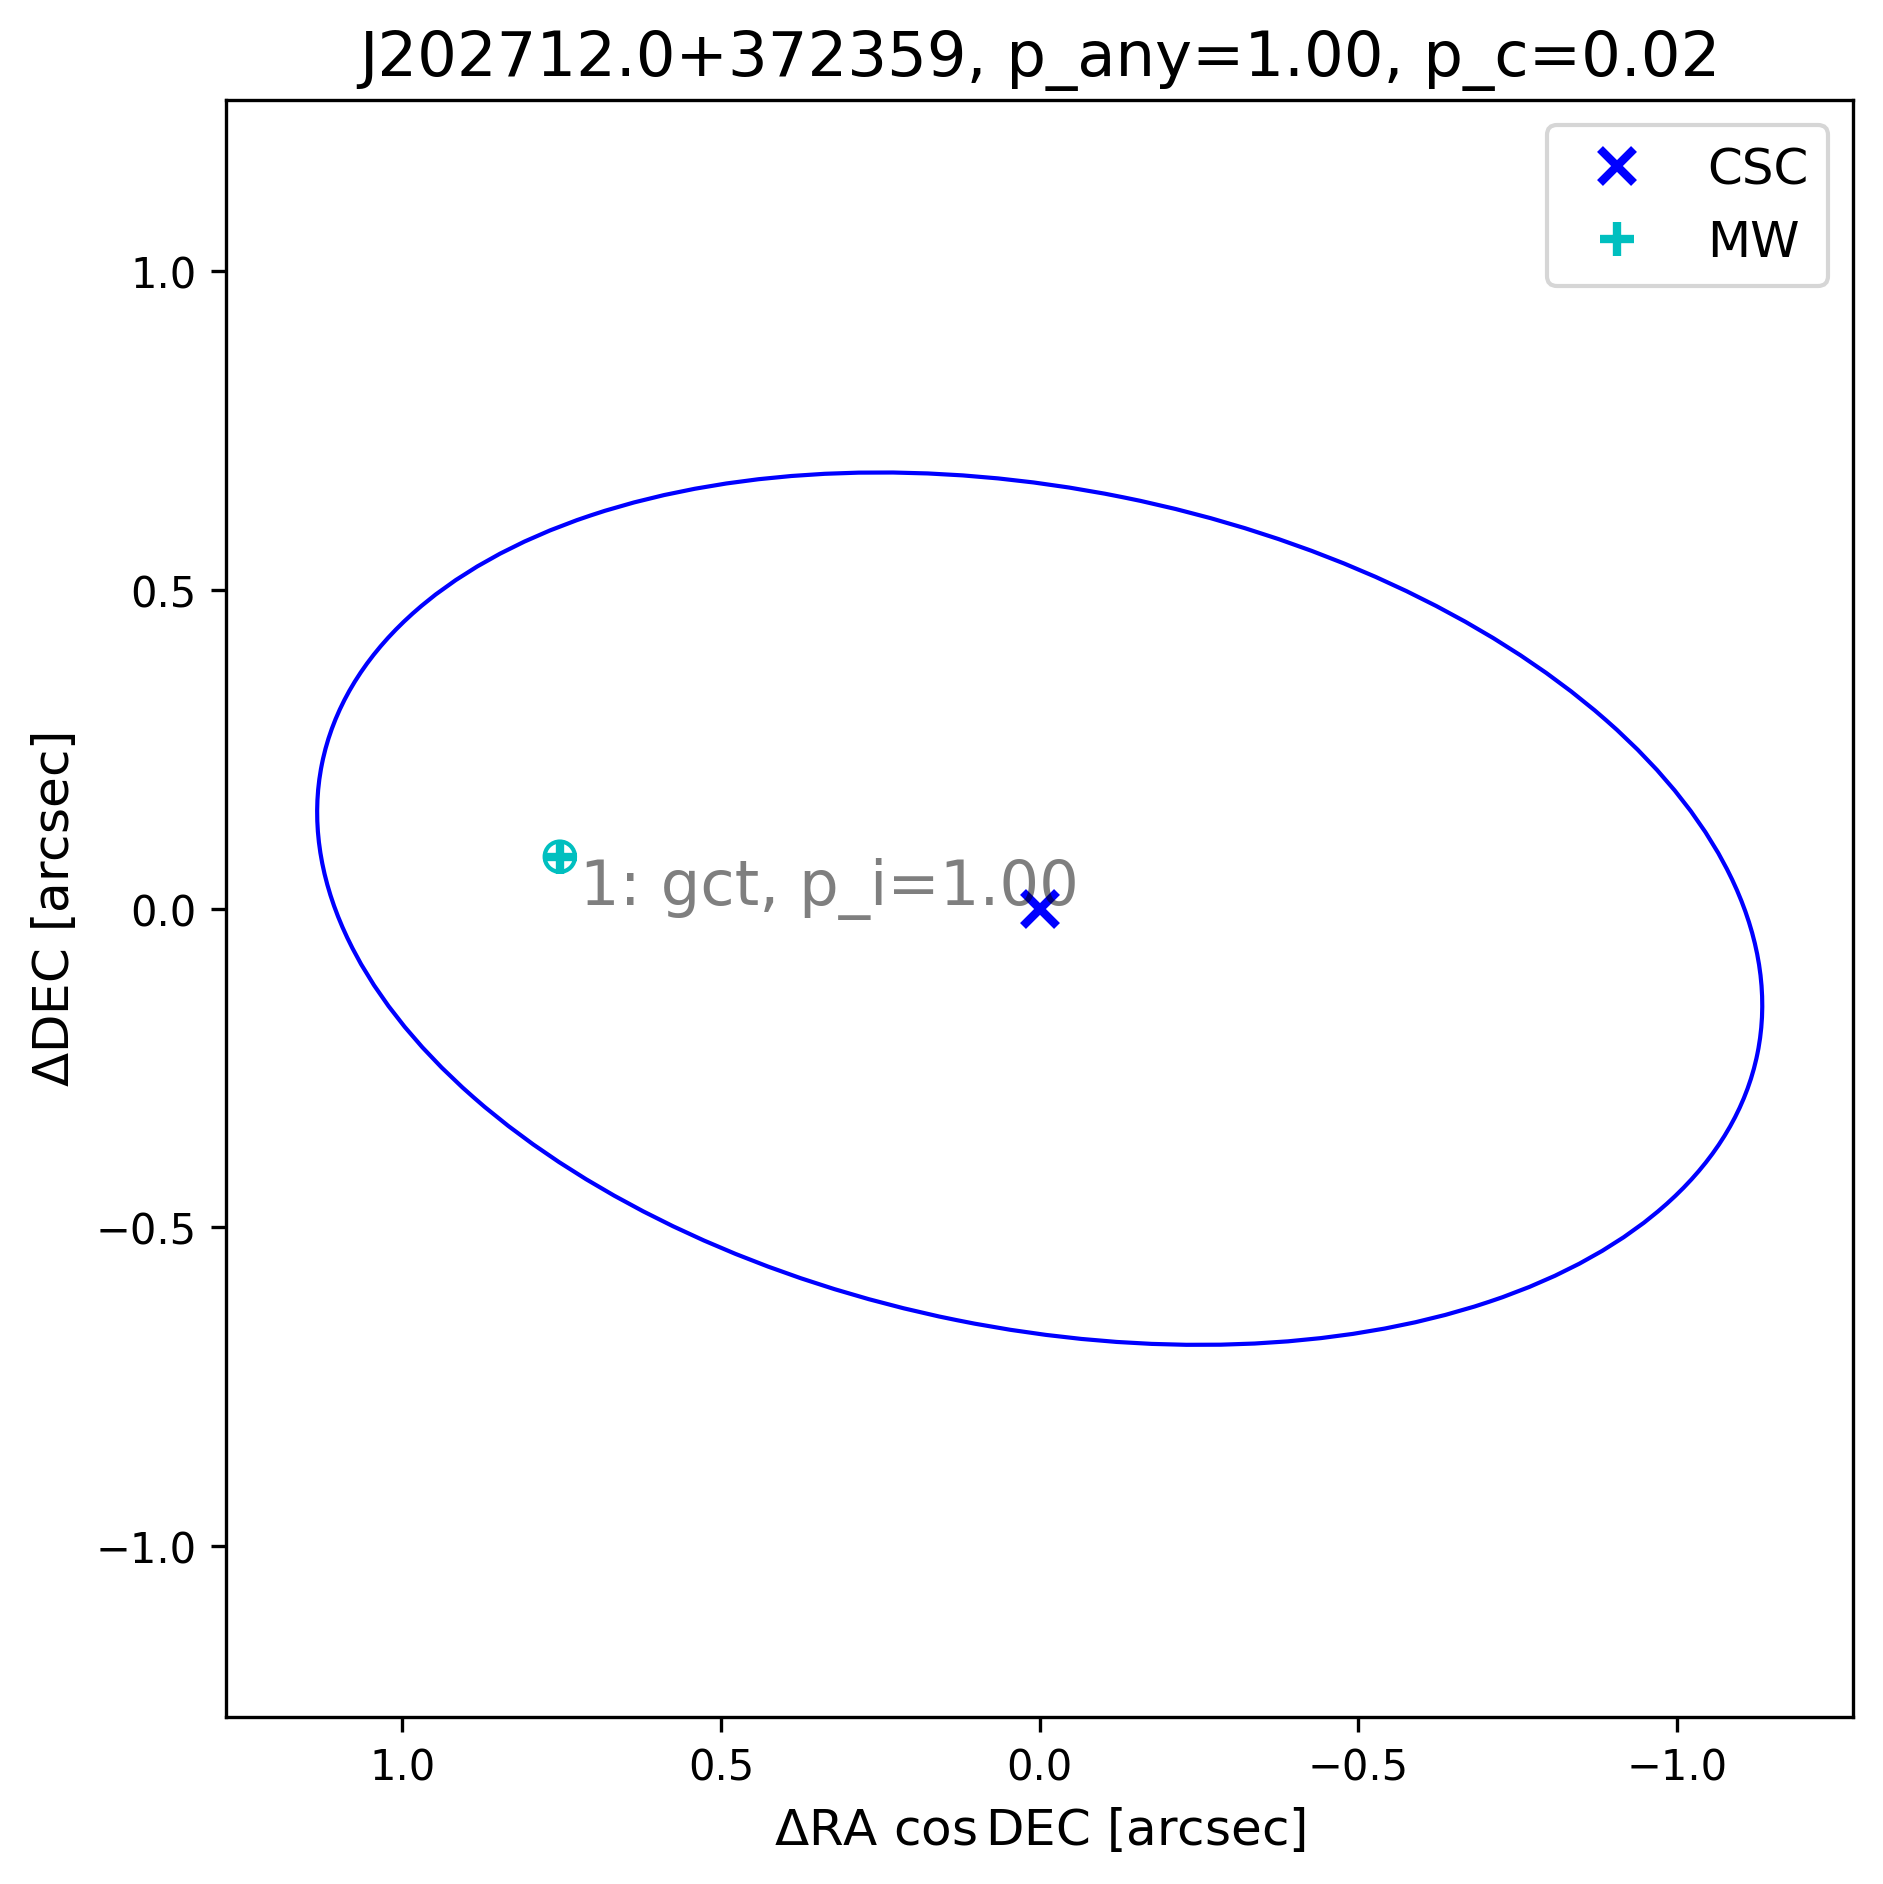 J202712.0+372359, p_any=1.00, p_c=0.02
CSC
MW
1.0
0.5
0.0
−0.5
−1.0
ΔDEC [arcsec]
1: gct, p_i=1.00
1.0 0.5 0.0 −0.5 −1.0
ΔRA cos DEC [arcsec]